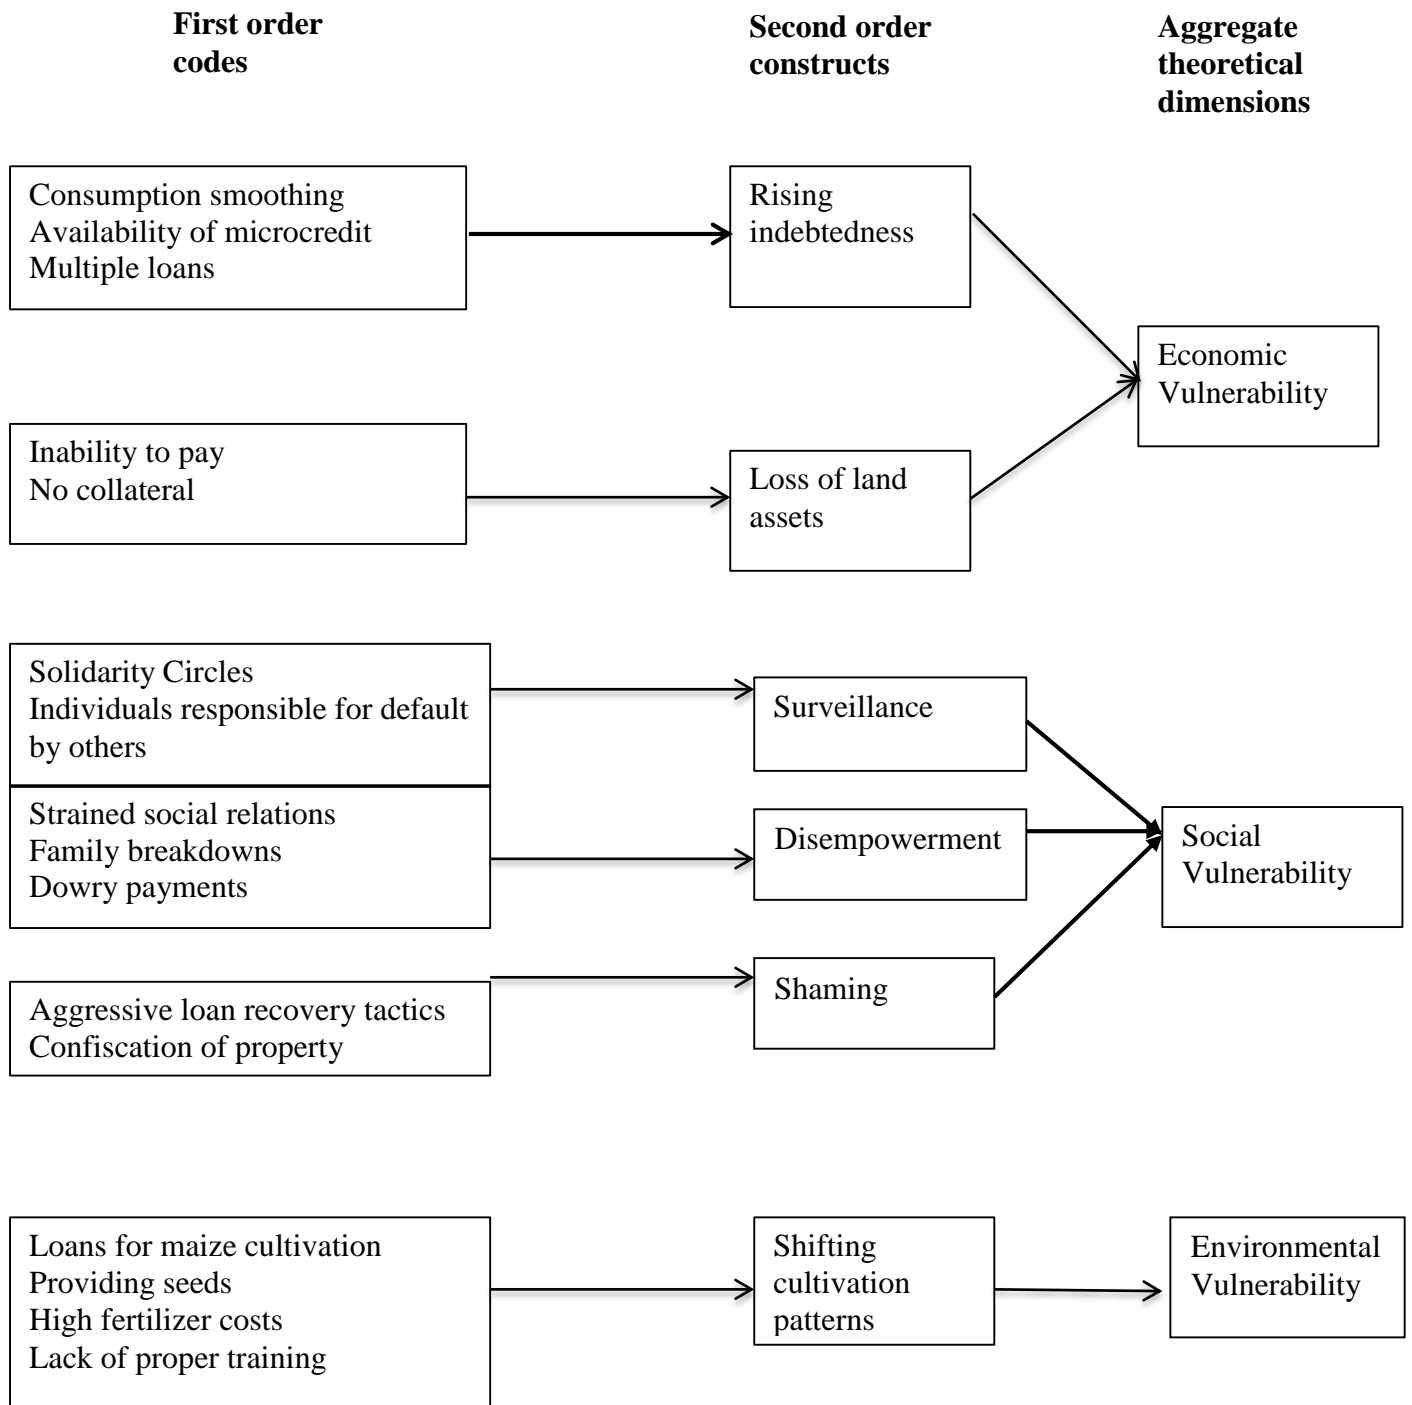 First order
codes
Second order
constructs
Aggregate
theoretical
dimensions
Consumption smoothing
Availability of microcredit
Multiple loans
Rising
indebtedness
Economic
Vulnerability
Inability to pay
No collateral
Loss of land
assets
Solidarity Circles
Individuals responsible for default
by others
Surveillance
Strained social relations
Family breakdowns
Dowry payments
Disempowerment
Social
Vulnerability
Aggressive loan recovery tactics
Confiscation of property
Shaming
Loans for maize cultivation
Providing seeds
High fertilizer costs
Lack of proper training
Shifting
cultivation
patterns
Environmental
Vulnerability